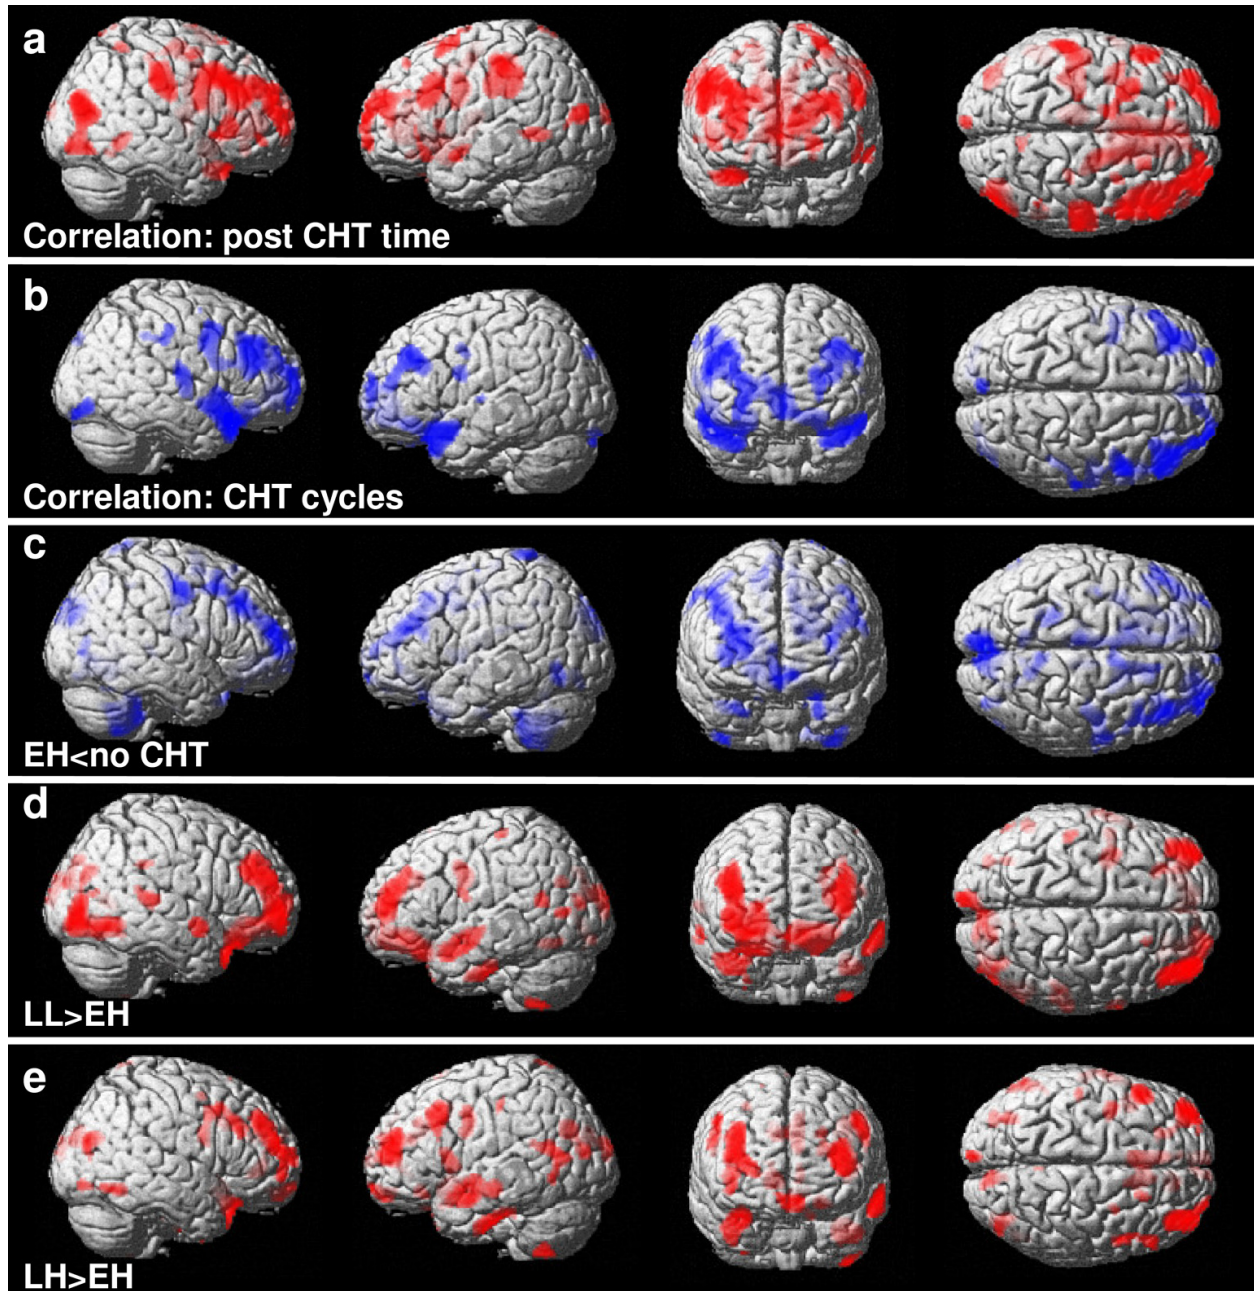 a
Correlation: post CHT time
b
Correlation: CHT cycles
c
EH<no CHT
d
LL>EH
e
LH>EH